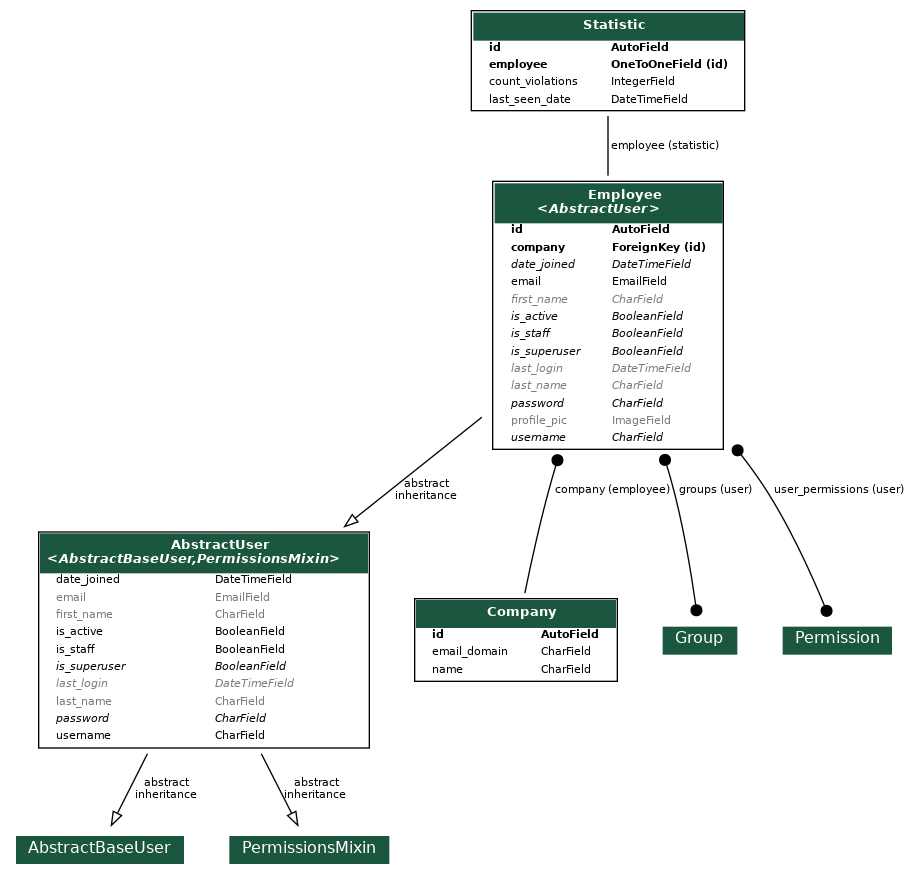 Statistic
id AutoField
employee OneToOneField (id)
count_violations IntegerField
last_seen_date DateTimeField
employee (statistic)
Employee
<AbstractUser>
id AutoField
company ForeignKey (id)
date_joined DateTimeField
email EmailField
first_name CharField
is_active BooleanField
is_staff BooleanField
is_superuser BooleanField
last_login DateTimeField
last_name CharField
password CharField
profile_pic ImageField
username CharField
abstract
inheritance
company (employee)
groups (user)
user_permissions (user)
AbstractUser
<AbstractBaseUser,PermissionsMixin>
date_joined DateTimeField
email EmailField
first_name CharField
is_active BooleanField
is_staff BooleanField
is_superuser BooleanField
last_login DateTimeField
last_name CharField
password CharField
username CharField
Company
id AutoField
email_domain CharField
name CharField
Group
Permission
abstract
inheritance
abstract
inheritance
AbstractBaseUser
PermissionsMixin